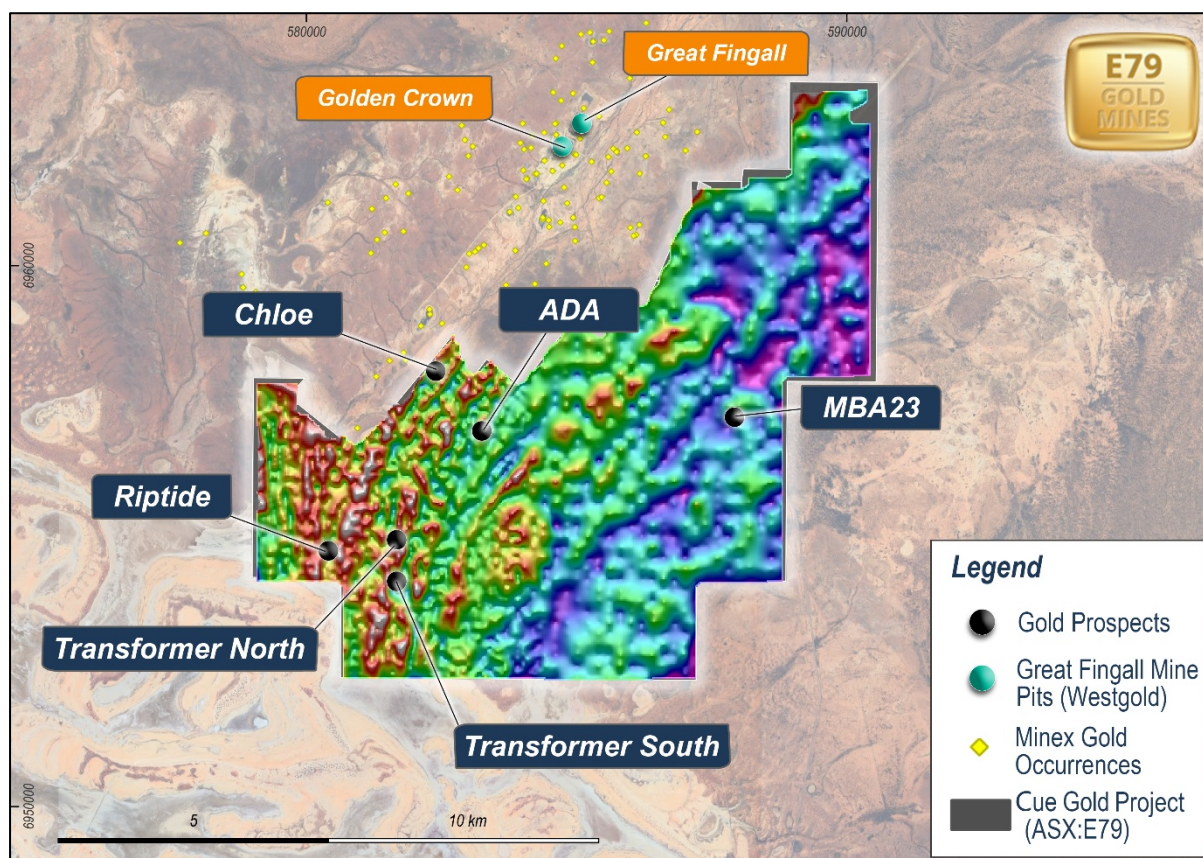 580000
590000
Great Fingall
Golden Crown
E79
GOLD
MINES
6960000
Chloe
ADA
MBA23
Riptide
Transformer North
Transformer South
6950000
5
10 km
Legend
Gold Prospects
Great Fingall Mine
Pits (Westgold)
Minex Gold
Occurrences
Cue Gold Project
(ASX:E79)